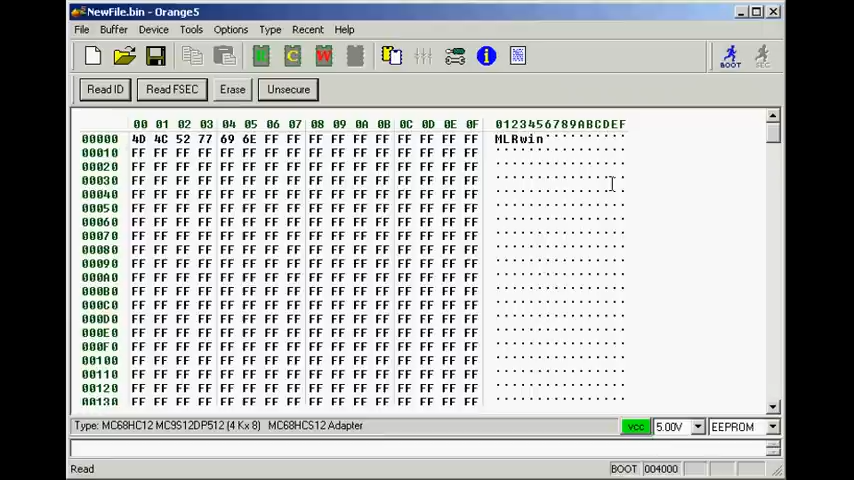 NewFile.bin - Orange5
File Buffer Device Tools Options Type Recent Help
R C W i BOOT SEC
Read ID Read FSEC Erase Unsecure
00 01 02 03 04 05 06 07 08 09 0A 0B 0C 0D 0E 0F 0123456789ABCDEF
00000 4D 4C 52 77 69 6E FF FF FF FF FF FF FF FF FF FF MLRwin··········
00010 FF FF FF FF FF FF FF FF FF FF FF FF FF FF FF FF ················
00020 FF FF FF FF FF FF FF FF FF FF FF FF FF FF FF FF ················
00030 FF FF FF FF FF FF FF FF FF FF FF FF FF FF FF FF ················
00040 FF FF FF FF FF FF FF FF FF FF FF FF FF FF FF FF ················
00050 FF FF FF FF FF FF FF FF FF FF FF FF FF FF FF FF ················
00060 FF FF FF FF FF FF FF FF FF FF FF FF FF FF FF FF ················
00070 FF FF FF FF FF FF FF FF FF FF FF FF FF FF FF FF ················
00080 FF FF FF FF FF FF FF FF FF FF FF FF FF FF FF FF ················
00090 FF FF FF FF FF FF FF FF FF FF FF FF FF FF FF FF ················
000A0 FF FF FF FF FF FF FF FF FF FF FF FF FF FF FF FF ················
000B0 FF FF FF FF FF FF FF FF FF FF FF FF FF FF FF FF ················
000C0 FF FF FF FF FF FF FF FF FF FF FF FF FF FF FF FF ················
000D0 FF FF FF FF FF FF FF FF FF FF FF FF FF FF FF FF ················
000E0 FF FF FF FF FF FF FF FF FF FF FF FF FF FF FF FF ················
000F0 FF FF FF FF FF FF FF FF FF FF FF FF FF FF FF FF ················
00100 FF FF FF FF FF FF FF FF FF FF FF FF FF FF FF FF ················
00110 FF FF FF FF FF FF FF FF FF FF FF FF FF FF FF FF ················
00120 FF FF FF FF FF FF FF FF FF FF FF FF FF FF FF FF ················
00130 FF FF FF FF FF FF FF FF FF FF FF FF FF FF FF FF ················
Type: MC68HC12 MC9S12DP512 (4 Kx 8) MC68HCS12 Adapter vcc 5.00V EEPROM
Read BOOT 004000